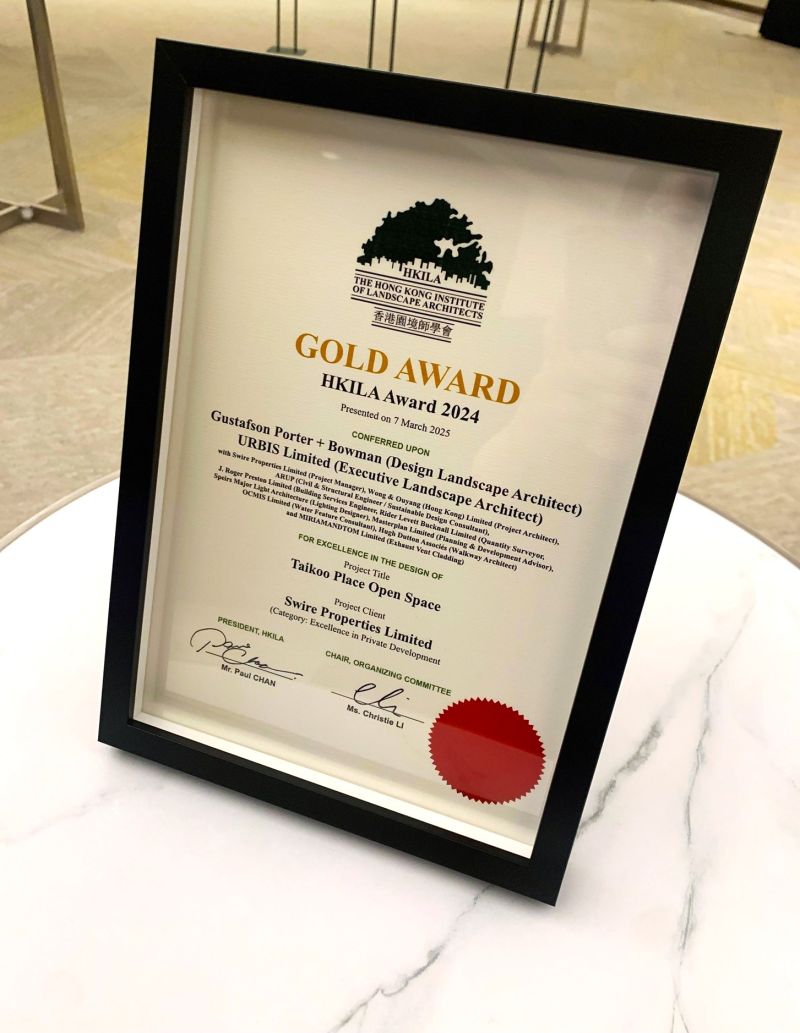 HKILA
THE HONG KONG INSTITUTE
OF LANDSCAPE ARCHITECTS
香港園境師學會
GOLD AWARD
HKILA Award 2024
Presented on 7 March 2025
CONFERRED UPON
Gustafson Porter + Bowman (Design Landscape Architect)
URBIS Limited (Executive Landscape Architect)
with Swire Properties Limited (Project Manager), Wong & Ouyang (Hong Kong) Limited (Project Architect),
ARUP (Civil & Structural Engineer / Sustainable Design Consultant),
J. Roger Preston Limited (Building Services Engineer, Rider Levett Bucknall Limited (Quantity Surveyor,
Speirs Major Light Architecture (Lighting Designer), Masterplan Limited (Planning & Development Advisor),
OCMIS Limited (Water Feature Consultant), Hugh Dutton Associés (Walkway Architect)
and MIRIAMANDTOM Limited (Exhaust Vent Cladding)
FOR EXCELLENCE IN THE DESIGN OF
Project Title
Taikoo Place Open Space
Project Client
Swire Properties Limited
(Category: Excellence in Private Development
PRESIDENT, HKILA
Mr. Paul CHAN
CHAIR, ORGANIZING COMMITTEE
Ms. Christie LI